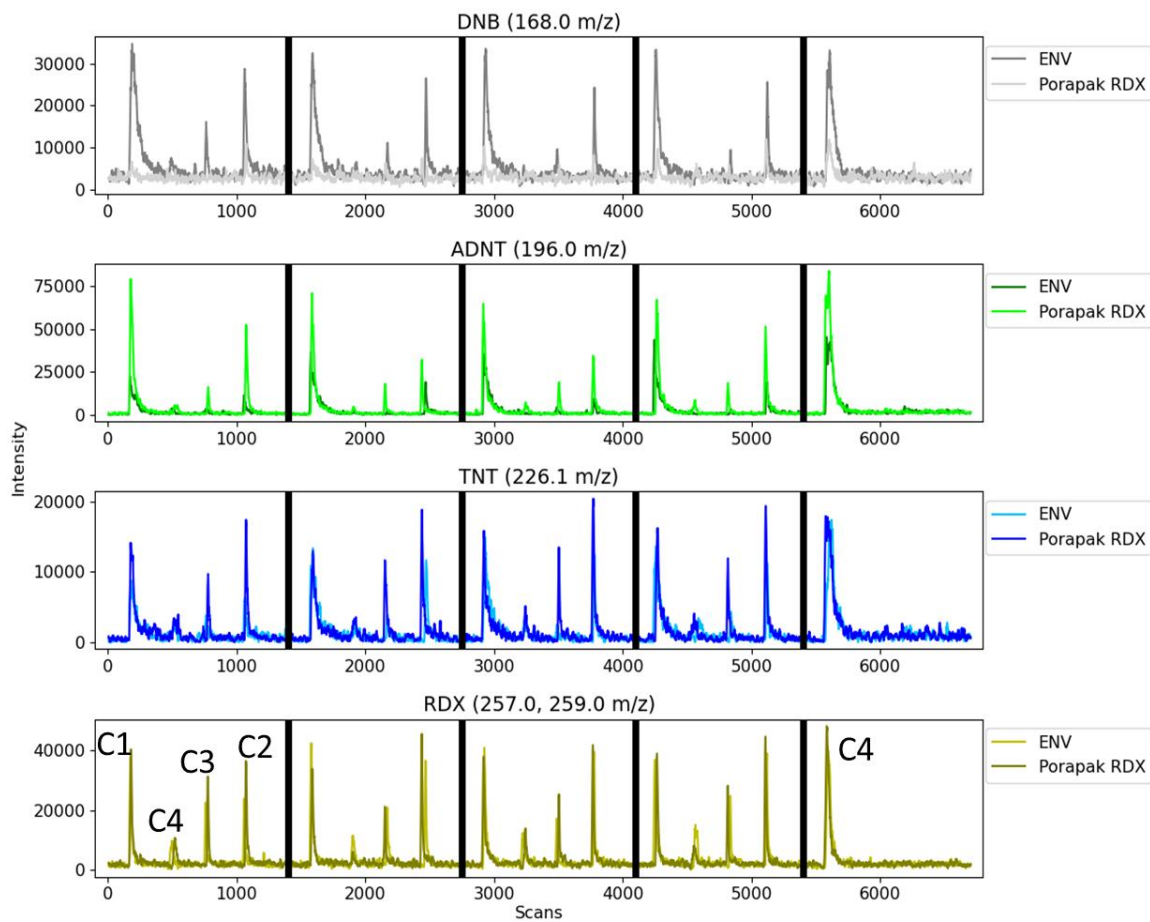 DNB (168.0 m/z)
30000
20000
10000
0
0 1000 2000 3000 4000 5000 6000
ENV
Porapak RDX
ADNT (196.0 m/z)
75000
50000
25000
0
0 1000 2000 3000 4000 5000 6000
ENV
Porapak RDX
Intensity
TNT (226.1 m/z)
20000
10000
0
0 1000 2000 3000 4000 5000 6000
ENV
Porapak RDX
RDX (257.0, 259.0 m/z)
40000
20000
0
C1
C4
C3
C2
C4
0 1000 2000 3000 4000 5000 6000
Scans
ENV
Porapak RDX